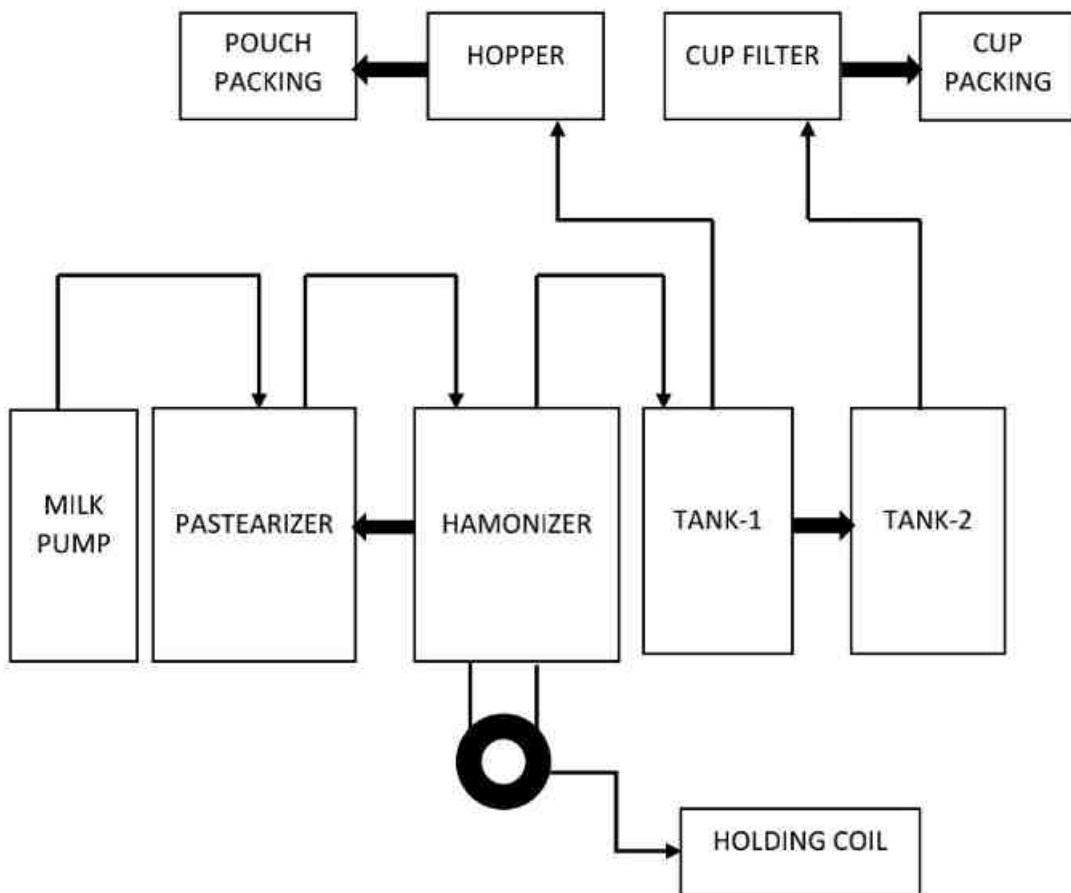 POUCH
PACKING
HOPPER
CUP FILTER
CUP
PACKING
MILK
PUMP
PASTEARIZER
HAMONIZER
TANK-1
TANK-2
HOLDING COIL